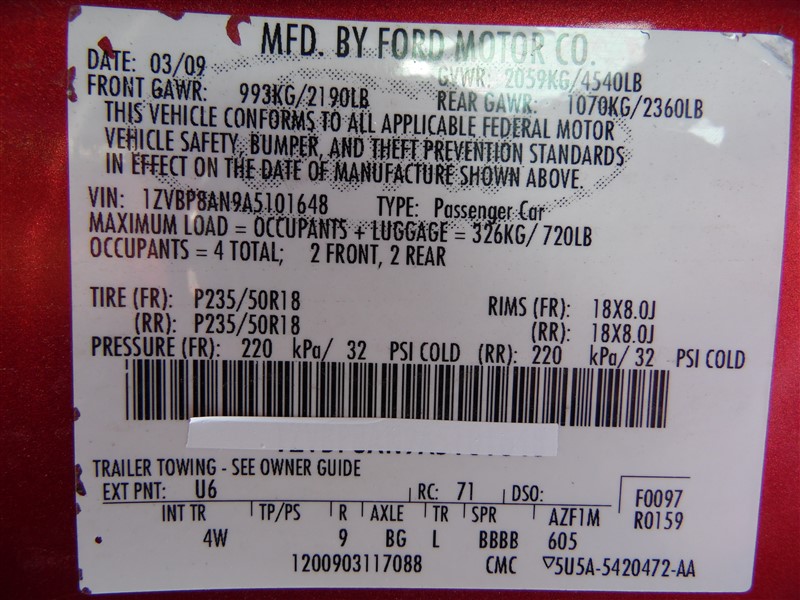 MFD. BY FORD MOTOR CO.
DATE: 03/09 GVWR: 2059KG/4540LB
FRONT GAWR: 993KG/2190LB REAR GAWR: 1070KG/2360LB
THIS VEHICLE CONFORMS TO ALL APPLICABLE FEDERAL MOTOR
VEHICLE SAFETY, BUMPER, AND THEFT PREVENTION STANDARDS
IN EFFECT ON THE DATE OF MANUFACTURE SHOWN ABOVE.
VIN: 1ZVBP8AN9A5101648 TYPE: Passenger Car
MAXIMUM LOAD = OCCUPANTS + LUGGAGE = 326KG/ 720LB
OCCUPANTS = 4 TOTAL; 2 FRONT, 2 REAR
TIRE (FR): P235/50R18 RIMS (FR): 18X8.0J
(RR): P235/50R18 (RR): 18X8.0J
PRESSURE (FR): 220 kPa/ 32 PSI COLD (RR): 220 kPa/ 32 PSI COLD
TRAILER TOWING - SEE OWNER GUIDE
EXT PNT: U6 RC: 71 DSO: F0097
INT TR TP/PS R AXLE TR SPR AZF1M R0159
4W 9 BG L BBBB 605
1200903117088 CMC ▽5U5A-5420472-AA